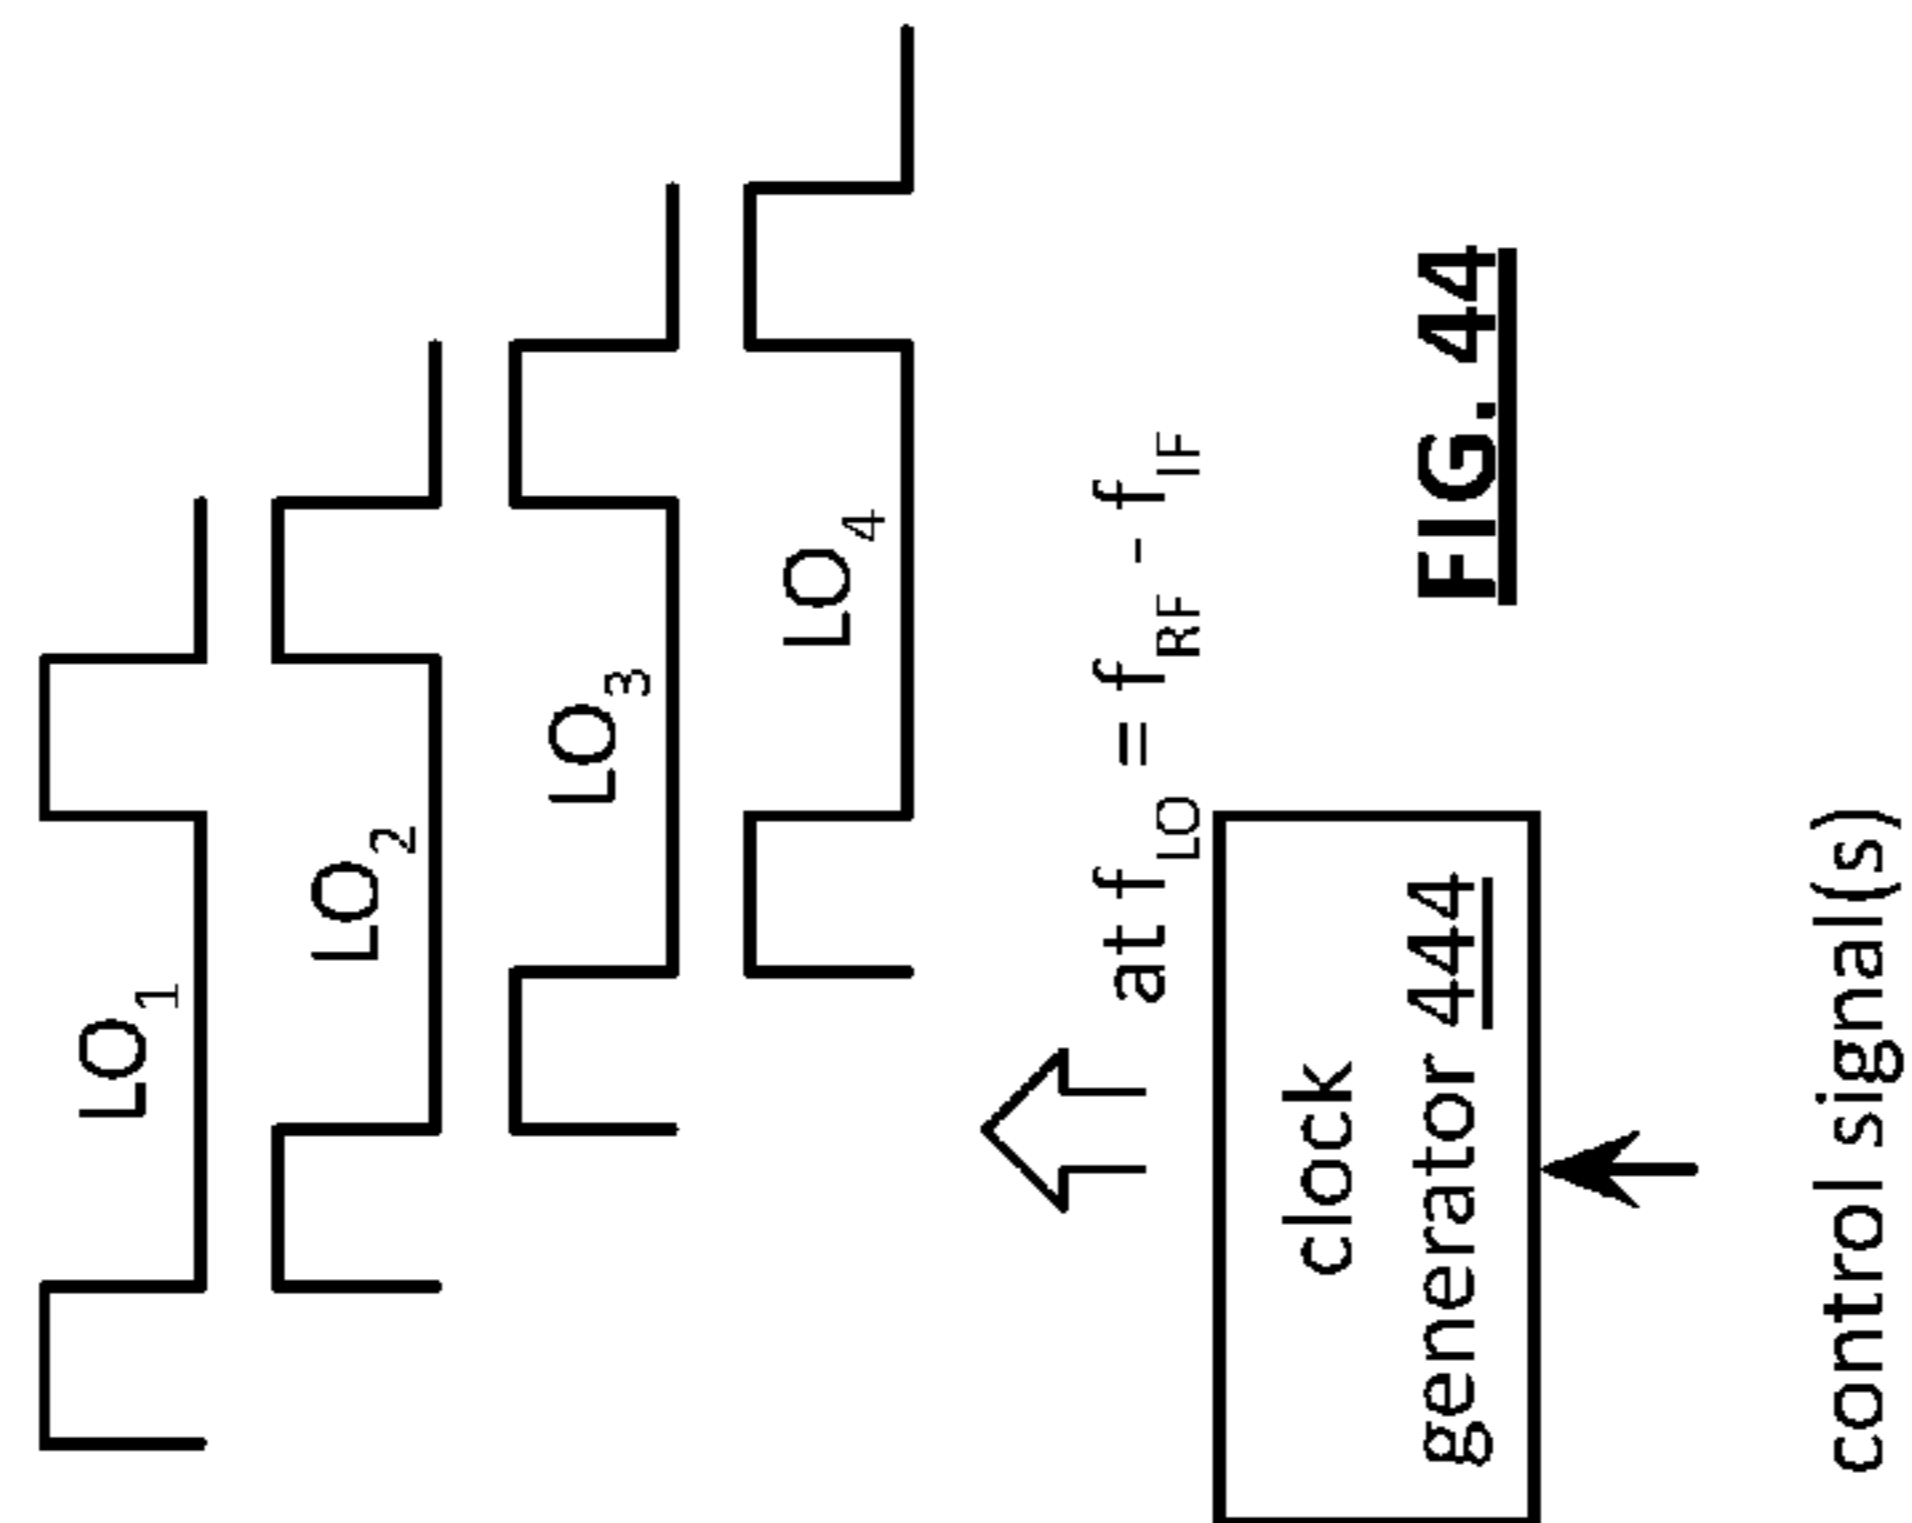 LO1
LO2
LO3
LO4
at fLO = fRF - fIF
clock
generator 444
control signal(s)
FIG. 44